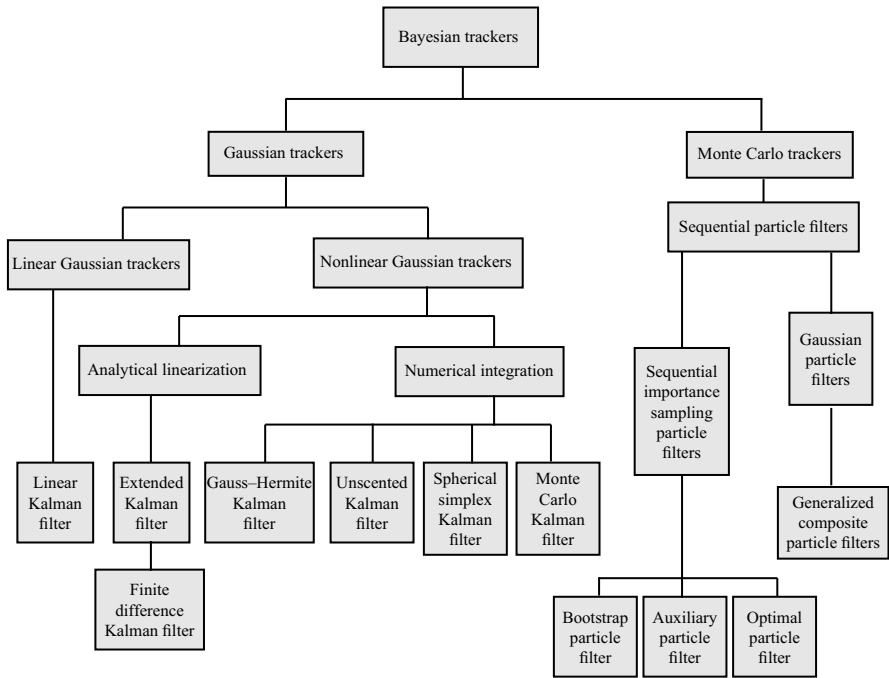 Bayesian trackers
Gaussian trackers
Monte Carlo trackers
Sequential particle filters
Linear Gaussian trackers
Nonlinear Gaussian trackers
Analytical linearization
Numerical integration
Sequential
importance
sampling
particle
filters
Gaussian
particle
filters
Linear
Kalman
filter
Extended
Kalman
filter
Gauss–Hermite
Kalman
filter
Unscented
Kalman
filter
Spherical
simplex
Kalman
filter
Monte
Carlo
Kalman
filter
Generalized
composite
particle filters
Finite
difference
Kalman filter
Bootstrap
particle
filter
Auxiliary
particle
filter
Optimal
particle
filter